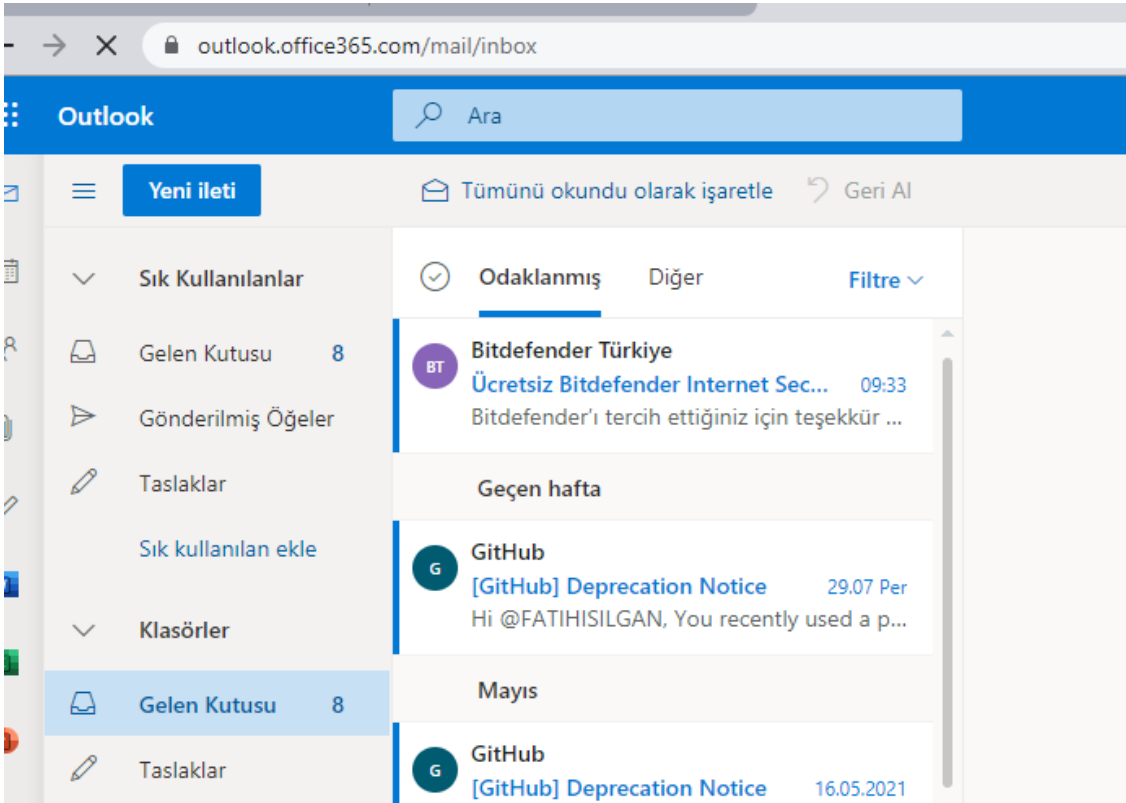 outlook.office365.com/mail/inbox
Outlook
Ara
Yeni ileti
Tümünü okundu olarak işaretle
Geri Al
Sık Kullanılanlar
Gelen Kutusu 8
Gönderilmiş Öğeler
Taslaklar
Sık kullanılan ekle
Klasörler
Gelen Kutusu 8
Taslaklar
Odaklanmış Diğer Filtre
BT
Bitdefender Türkiye
Ücretsiz Bitdefender Internet Sec... 09:33
Bitdefender’ı tercih ettiğiniz için teşekkür ...
Geçen hafta
G
GitHub
[GitHub] Deprecation Notice 29.07 Per
Hi @FATIHISILGAN, You recently used a p...
Mayıs
G
GitHub
[GitHub] Deprecation Notice 16.05.2021